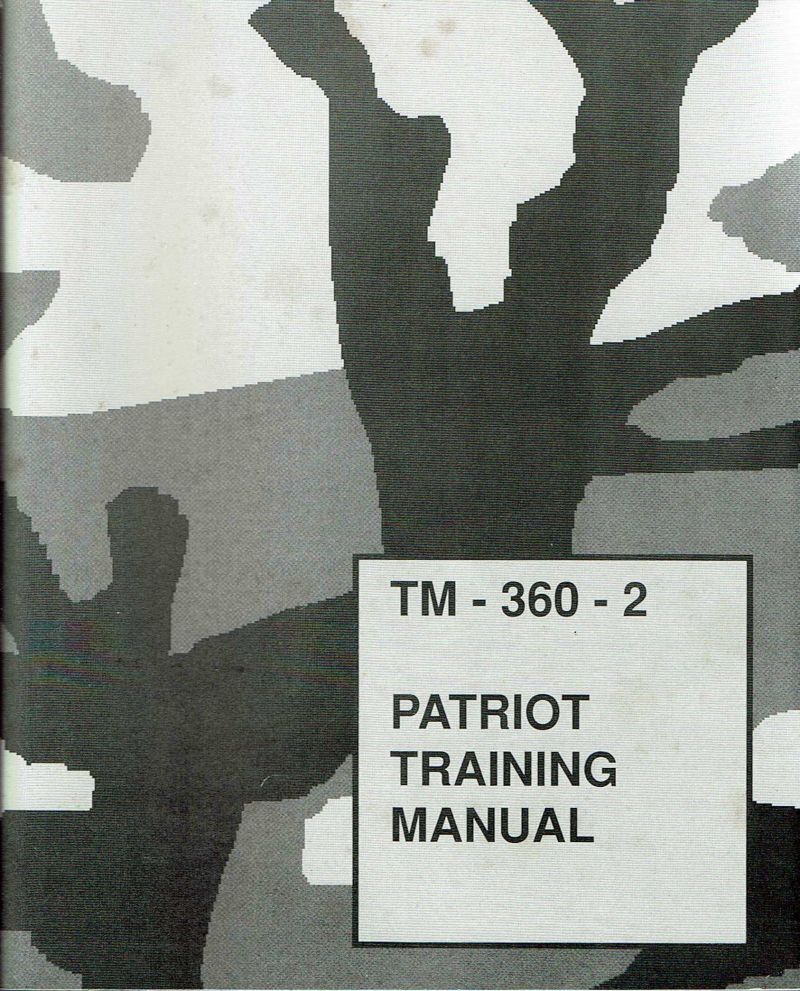 TM - 360 - 2
PATRIOT
TRAINING
MANUAL